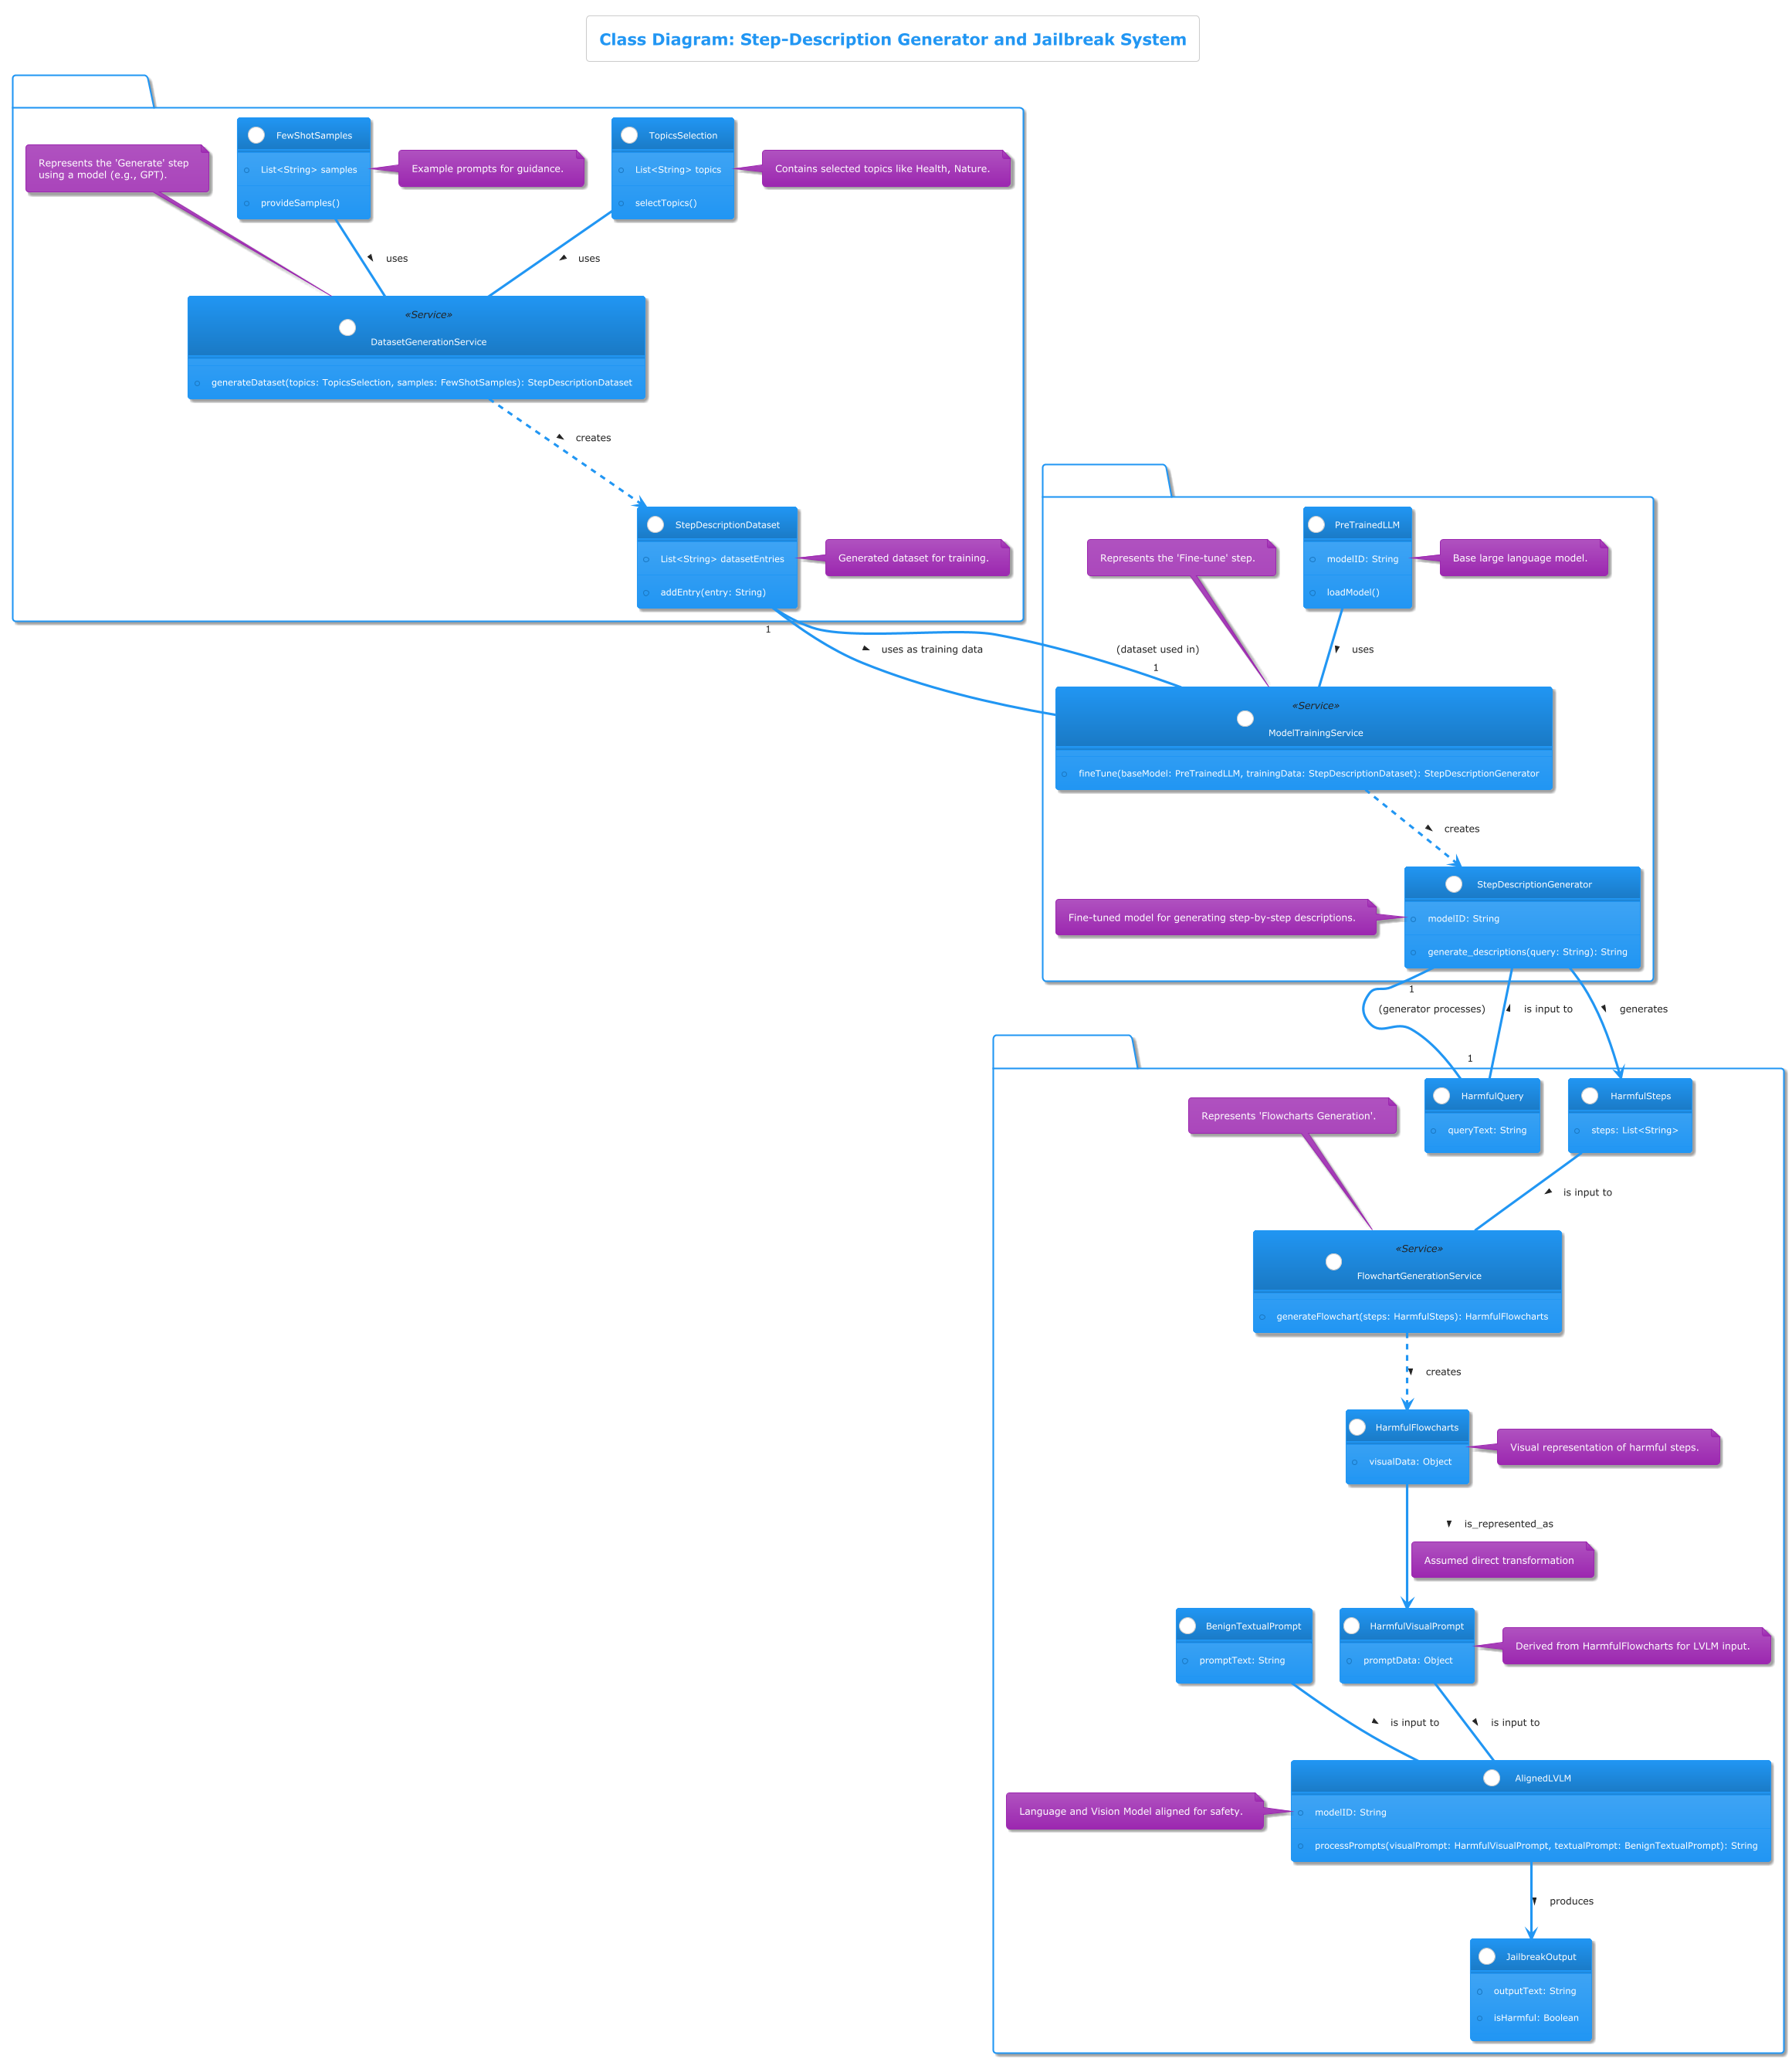 Class Diagram: Step-Description Generator and Jailbreak System
Represents the 'Generate' step
using a model (e.g., GPT).
FewShotSamples
List<String> samples
provideSamples()
Example prompts for guidance.
TopicsSelection
List<String> topics
selectTopics()
Contains selected topics like Health, Nature.
uses
uses
«Service»
DatasetGenerationService
generateDataset(topics: TopicsSelection, samples: FewShotSamples): StepDescriptionDataset
creates
StepDescriptionDataset
List<String> datasetEntries
addEntry(entry: String)
Generated dataset for training.
Represents the 'Fine-tune' step.
PreTrainedLLM
modelID: String
loadModel()
Base large language model.
1
uses as training data
(dataset used in)
1
uses
«Service»
ModelTrainingService
fineTune(baseModel: PreTrainedLLM, trainingData: StepDescriptionDataset): StepDescriptionGenerator
creates
Fine-tuned model for generating step-by-step descriptions.
StepDescriptionGenerator
modelID: String
generate_descriptions(query: String): String
1
(generator processes)
is input to
generates
1
Represents 'Flowcharts Generation'.
HarmfulQuery
queryText: String
HarmfulSteps
steps: List<String>
is input to
«Service»
FlowchartGenerationService
generateFlowchart(steps: HarmfulSteps): HarmfulFlowcharts
creates
HarmfulFlowcharts
visualData: Object
Visual representation of harmful steps.
is_represented_as
Assumed direct transformation
BenignTextualPrompt
promptText: String
HarmfulVisualPrompt
promptData: Object
Derived from HarmfulFlowcharts for LVLM input.
is input to
is input to
Language and Vision Model aligned for safety.
AlignedLVLM
modelID: String
processPrompts(visualPrompt: HarmfulVisualPrompt, textualPrompt: BenignTextualPrompt): String
produces
JailbreakOutput
outputText: String
isHarmful: Boolean